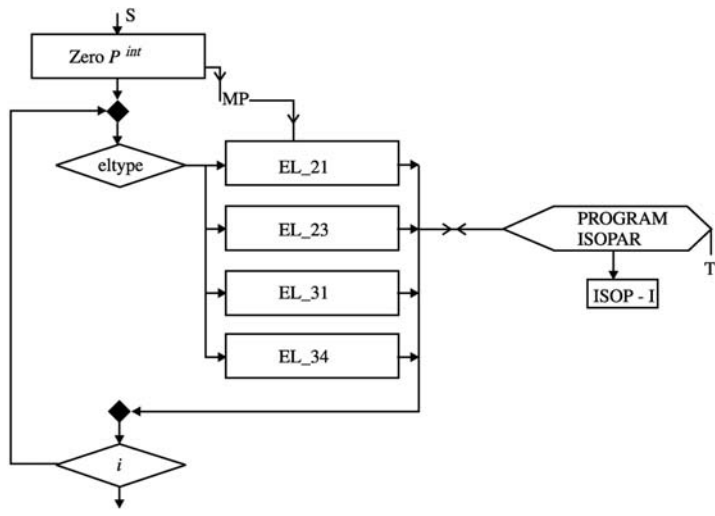 S
Zero P int
MP
eltype
EL_21
EL_23
EL_31
EL_34
PROGRAM
ISOPAR
T
ISOP - I
i